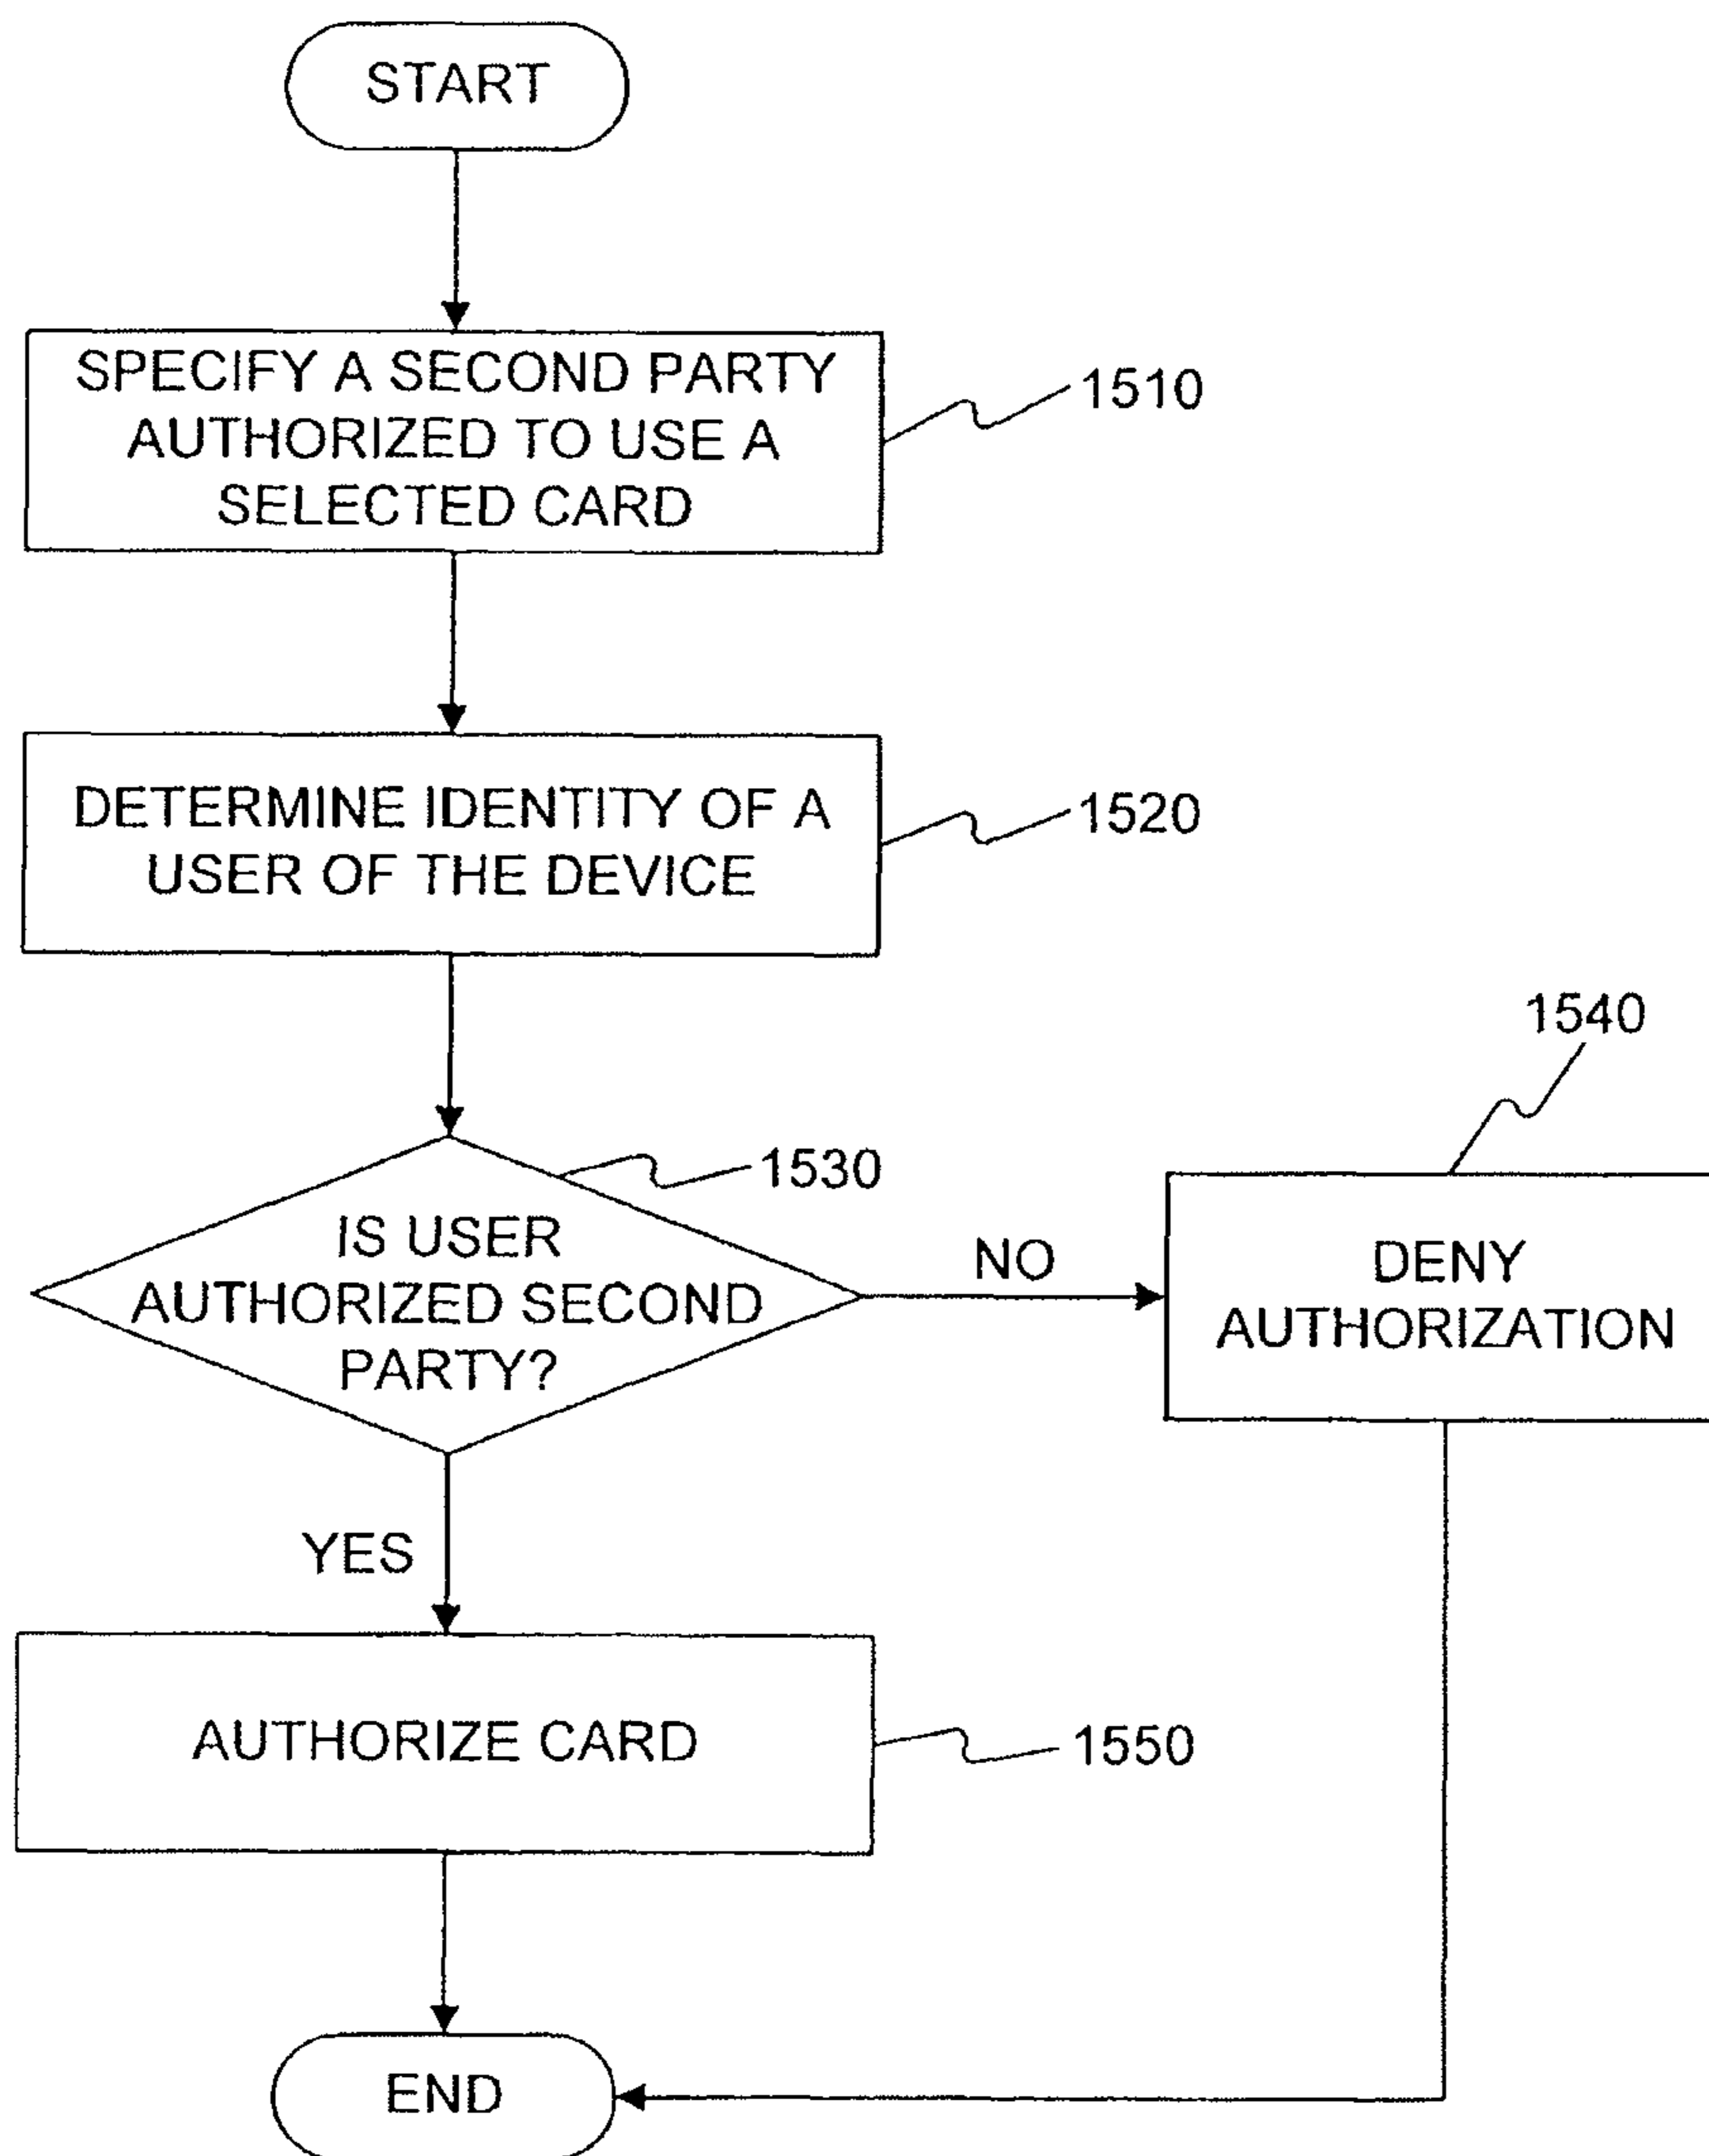 START
SPECIFY A SECOND PARTY
AUTHORIZED TO USE A
SELECTED CARD
1510
DETERMINE IDENTITY OF A
USER OF THE DEVICE
1520
1530
IS USER
AUTHORIZED SECOND
PARTY?
NO
1540
DENY
AUTHORIZATION
YES
AUTHORIZE CARD
1550
END